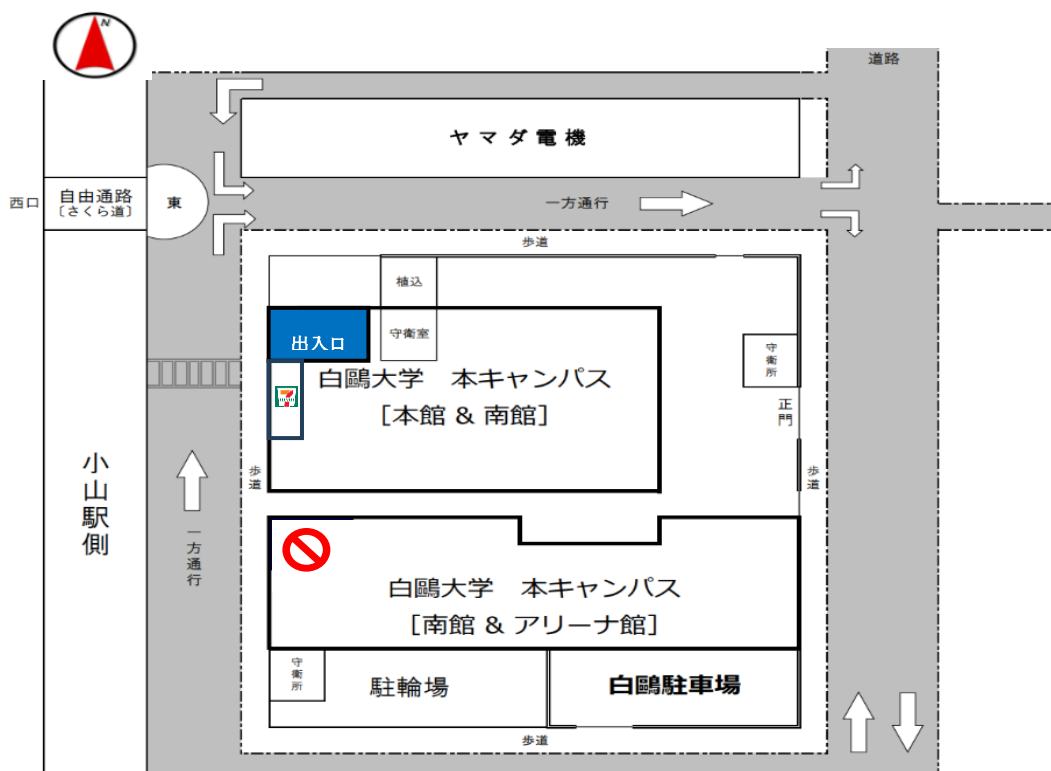 N
道路
ヤマダ電機
西口
自由通路
〔さくら道〕
東
一方通行
歩道
植込
出入口
守衛室
守衛所
白鷗大学 本キャンパス
［本館 & 南館］
正門
小山駅側
歩道
歩道
一方通行
白鷗大学 本キャンパス
［南館 & アリーナ館］
守衛所
駐輪場
白鷗駐車場
歩道